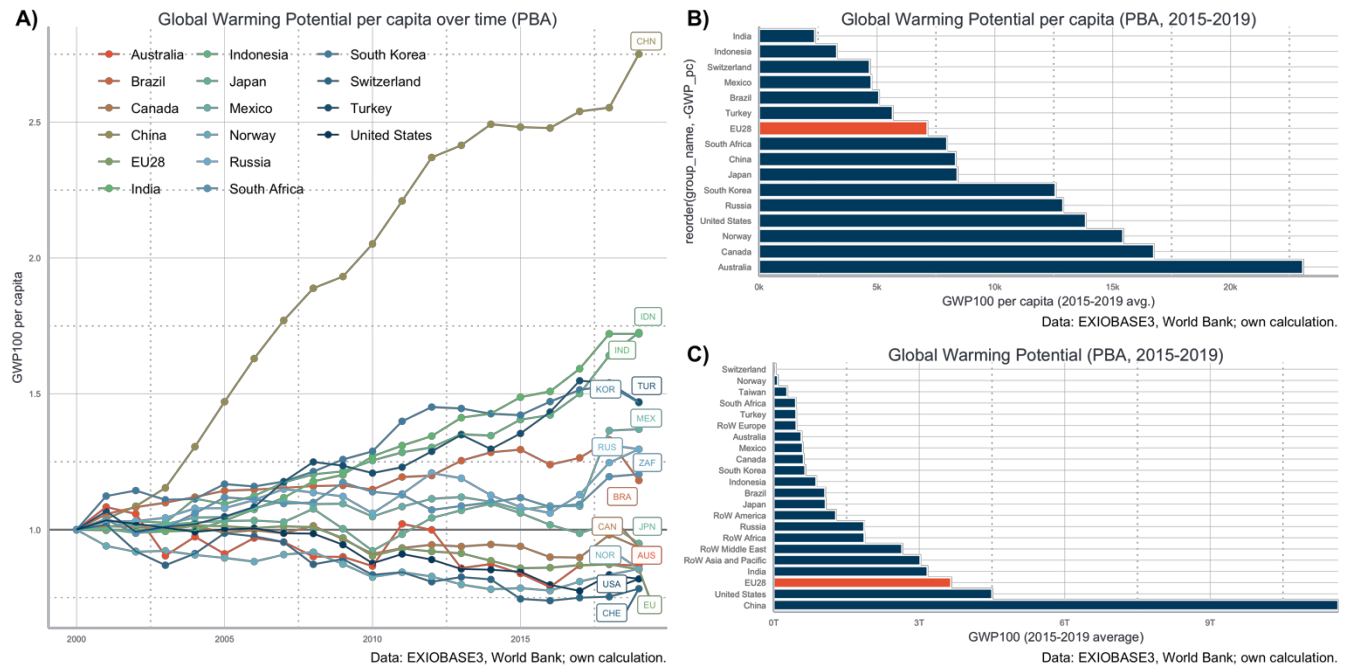 A)
Global Warming Potential per capita over time (PBA)
Australia
Brazil
Canada
China
EU28
India
Indonesia
Japan
Mexico
Norway
Russia
South Africa
South Korea
Switzerland
Turkey
United States
GWP100 per capita
2.5
2.0
1.5
1.0
2000
2005
2010
2015
CHN
IDN
IND
KOR
TUR
MEX
RUS
ZAF
BRA
CAN
JPN
NOR
AUS
USA
EU
CHE
Data: EXIOBASE3, World Bank; own calculation.
B)
Global Warming Potential per capita (PBA, 2015-2019)
reorder(group_name, -GWP_pc)
India
Indonesia
Switzerland
Mexico
Brazil
Turkey
EU28
South Africa
China
Japan
South Korea
Russia
United States
Norway
Canada
Australia
0k
5k
10k
15k
20k
GWP100 per capita (2015-2019 avg.)
Data: EXIOBASE3, World Bank; own calculation.
C)
Global Warming Potential (PBA, 2015-2019)
Switzerland
Norway
Taiwan
South Africa
Turkey
RoW Europe
Australia
Mexico
Canada
South Korea
Indonesia
Brazil
Japan
RoW America
Russia
RoW Africa
RoW Middle East
RoW Asia and Pacific
India
EU28
United States
China
0T
3T
6T
9T
GWP100 (2015-2019 average)
Data: EXIOBASE3, World Bank; own calculation.